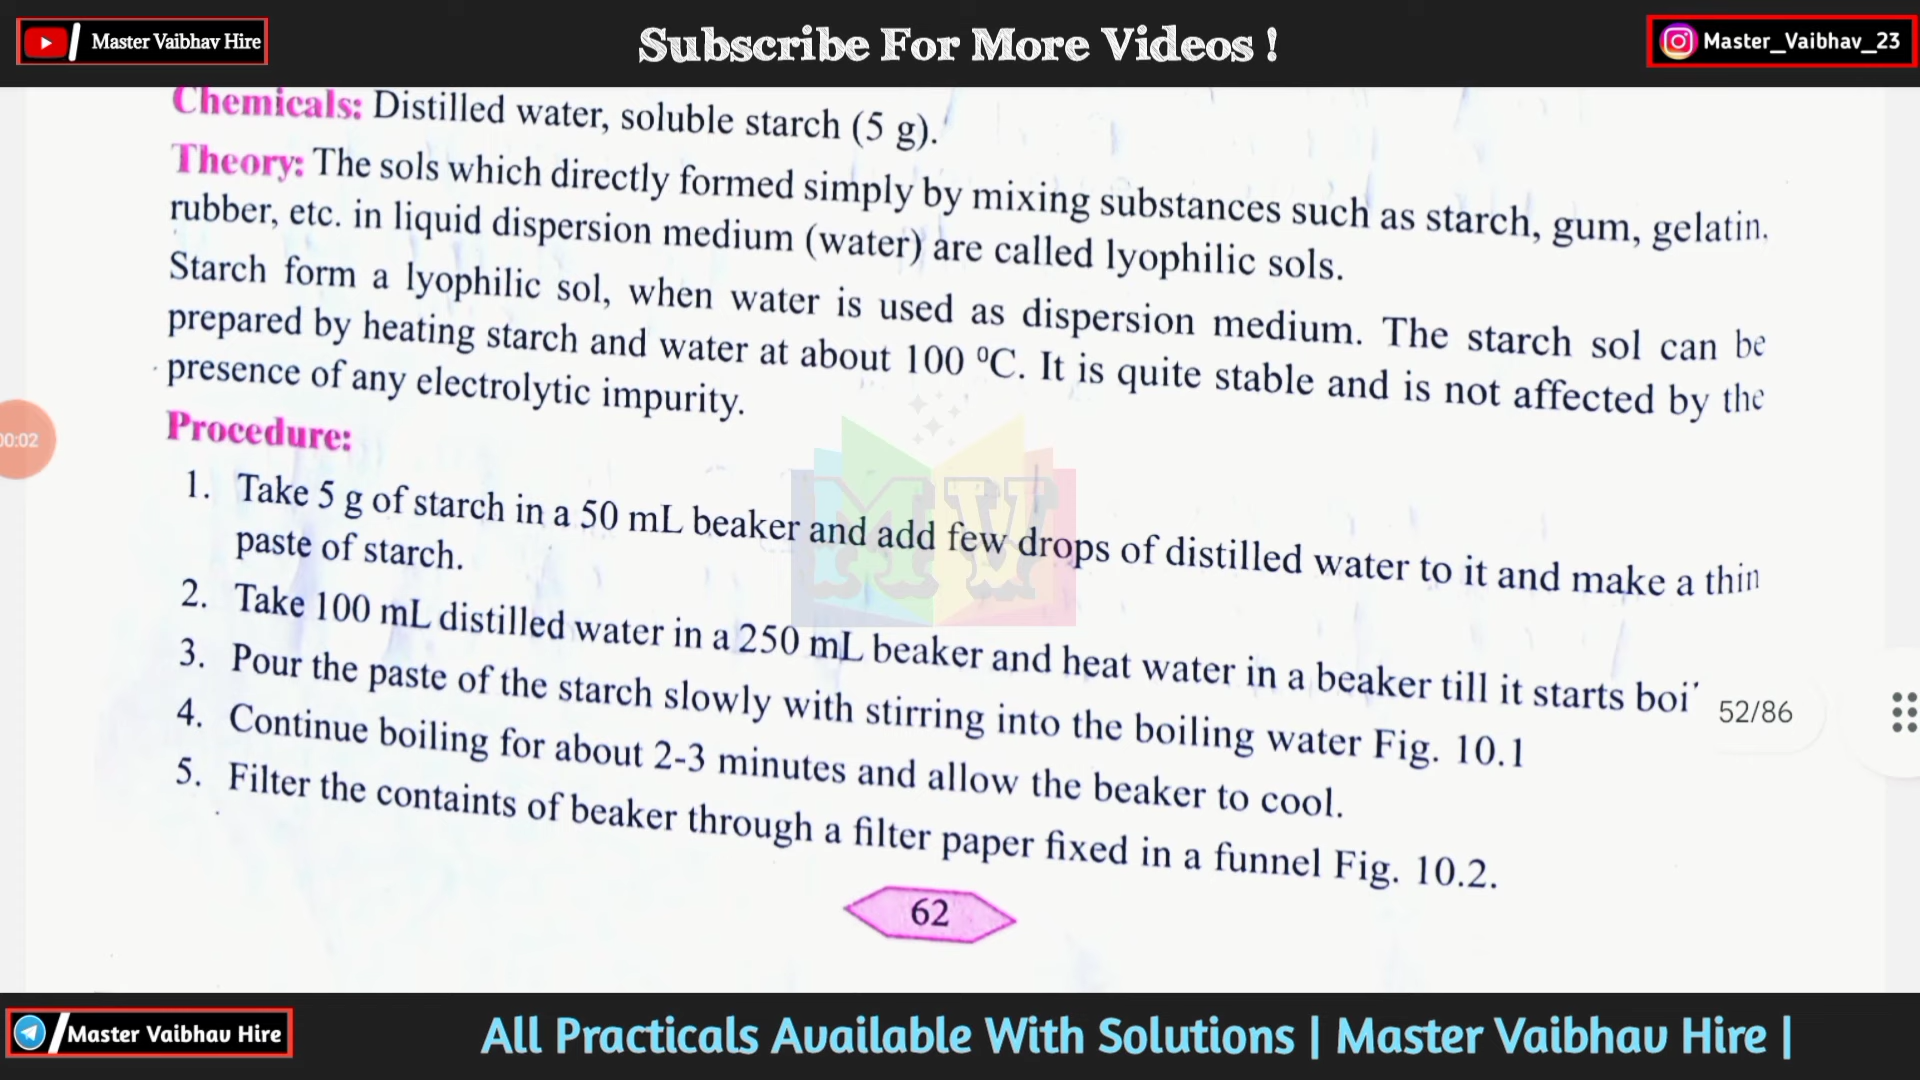 Master Vaibhav Hire
Subscribe For More Videos !
Master_Vaibhav_23
Chemicals: Distilled water, soluble starch (5 g).
Theory: The sols which directly formed simply by mixing substances such as starch, gum, gelatin.
rubber, etc. in liquid dispersion medium (water) are called lyophilic sols.
Starch form a lyophilic sol, when water is used as dispersion medium. The starch sol can be
prepared by heating starch and water at about 100 ⁰C. It is quite stable and is not affected by the
presence of any electrolytic impurity.
00:02
Procedure:
MV
1. Take 5 g of starch in a 50 mL beaker and add few drops of distilled water to it and make a thin
paste of starch.
2. Take 100 mL distilled water in a 250 mL beaker and heat water in a beaker till it starts boi
3. Pour the paste of the starch slowly with stirring into the boiling water Fig. 10.1
52/86
4. Continue boiling for about 2-3 minutes and allow the beaker to cool.
5. Filter the containts of beaker through a filter paper fixed in a funnel Fig. 10.2.
62
Master Vaibhav Hire
All Practicals Available With Solutions | Master Vaibhav Hire |